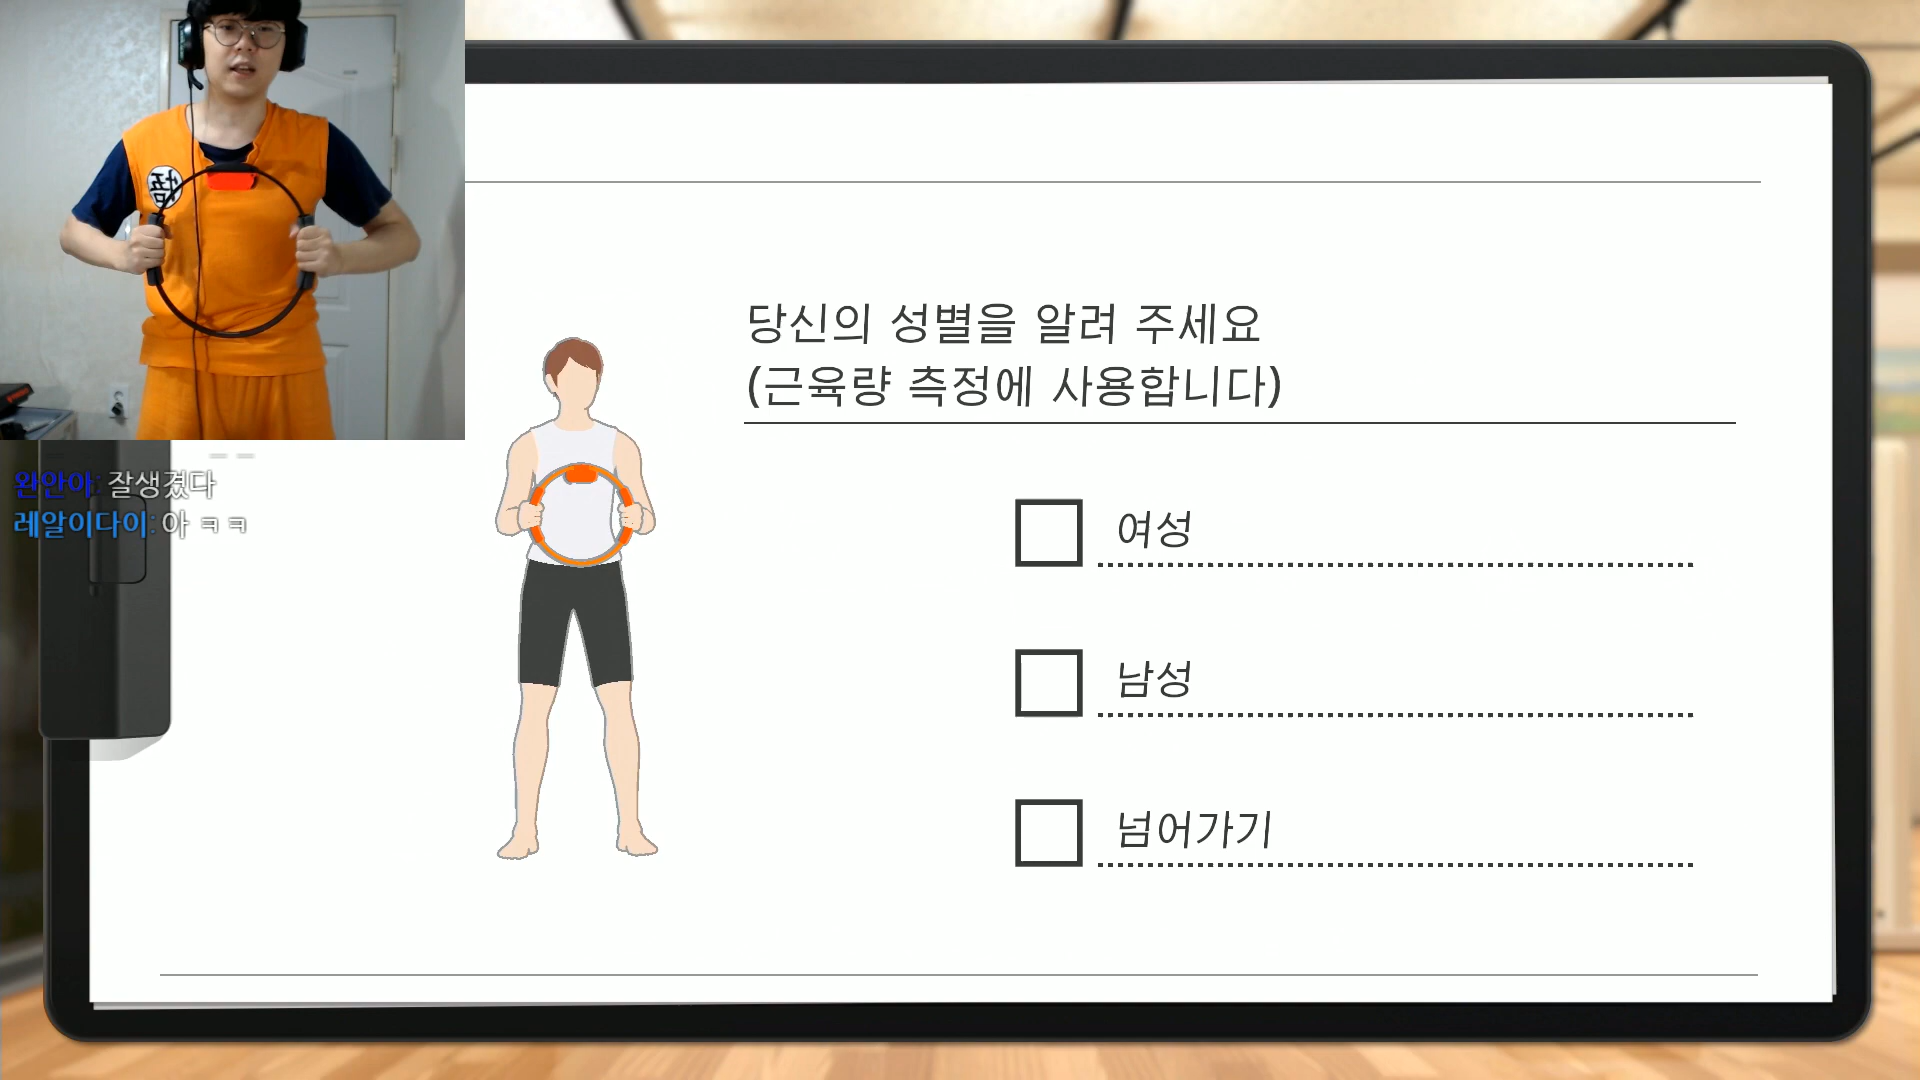 悟
당신의 성별을 알려 주세요
(근육량 측정에 사용합니다)
여성
남성
넘어가기
완안아: 잘생겼다
레알이다이: 아 ㅋㅋ